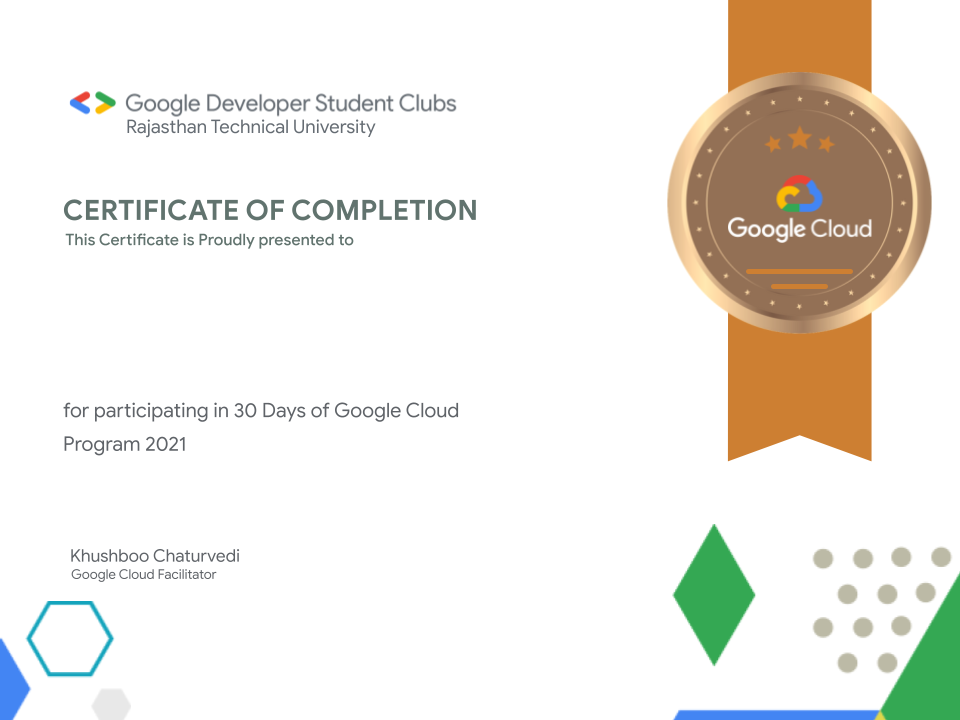 Google Developer Student Clubs
Rajasthan Technical University
CERTIFICATE OF COMPLETION
This Certificate is Proudly presented to
Google Cloud
for participating in 30 Days of Google Cloud
Program 2021
Khushboo Chaturvedi
Google Cloud Facilitator